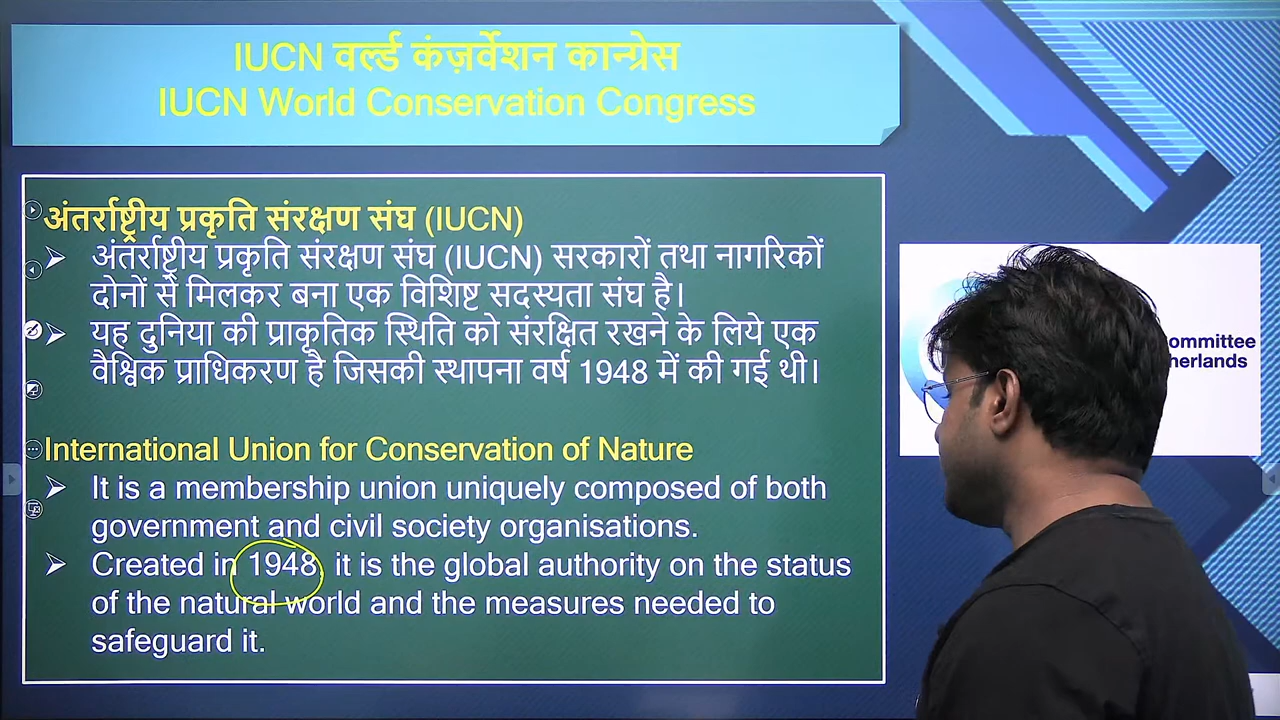 IUCN वर्ल्ड कंज़र्वेशन कान्ग्रेस
IUCN World Conservation Congress
अंतर्राष्ट्रीय प्रकृति संरक्षण संघ (IUCN)
➢ अंतर्राष्ट्रीय प्रकृति संरक्षण संघ (IUCN) सरकारों तथा नागरिकों
दोनों से मिलकर बना एक विशिष्ट सदस्यता संघ है।
➢ यह दुनिया की प्राकृतिक स्थिति को संरक्षित रखने के लिये एक
वैश्विक प्राधिकरण है जिसकी स्थापना वर्ष 1948 में की गई थी।
International Union for Conservation of Nature
➢ It is a membership union uniquely composed of both
government and civil society organisations.
➢ Created in 1948 it is the global authority on the status
of the natural world and the measures needed to
safeguard it.
ommittee
herlands